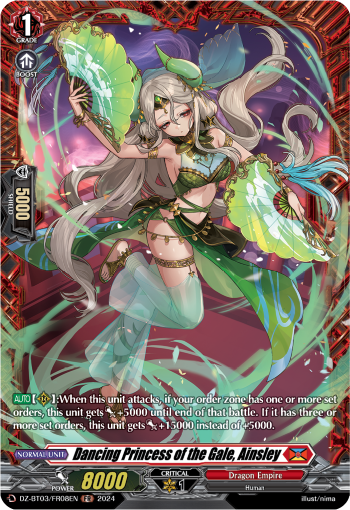 1
GRADE
BOOST
5000
SHIELD
AUTO [R]:When this unit attacks, if your order zone has one or more set
orders, this unit gets +5000 until end of that battle. If it has three or
more set orders, this unit gets +15000 instead of +5000.
NORMAL UNIT
Dancing Princess of the Gale, Ainsley
POWER 8000
CRITICAL
1
Dragon Empire
Human
DZ-BT03/FR08EN FR 2024
illust/nima